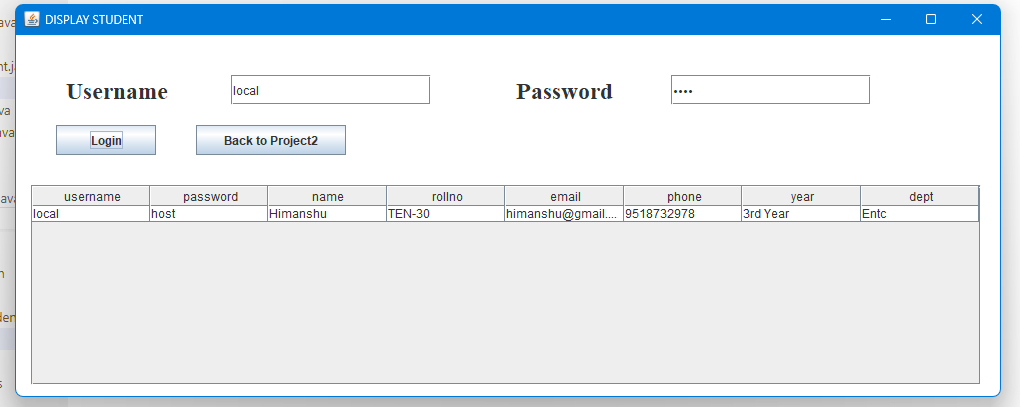 DISPLAY STUDENT
Username local Password ••••
Login Back to Project2
username password name rollno email phone year dept
local host Himanshu TEN-30 himanshu@gmail.... 9518732978 3rd Year Entc